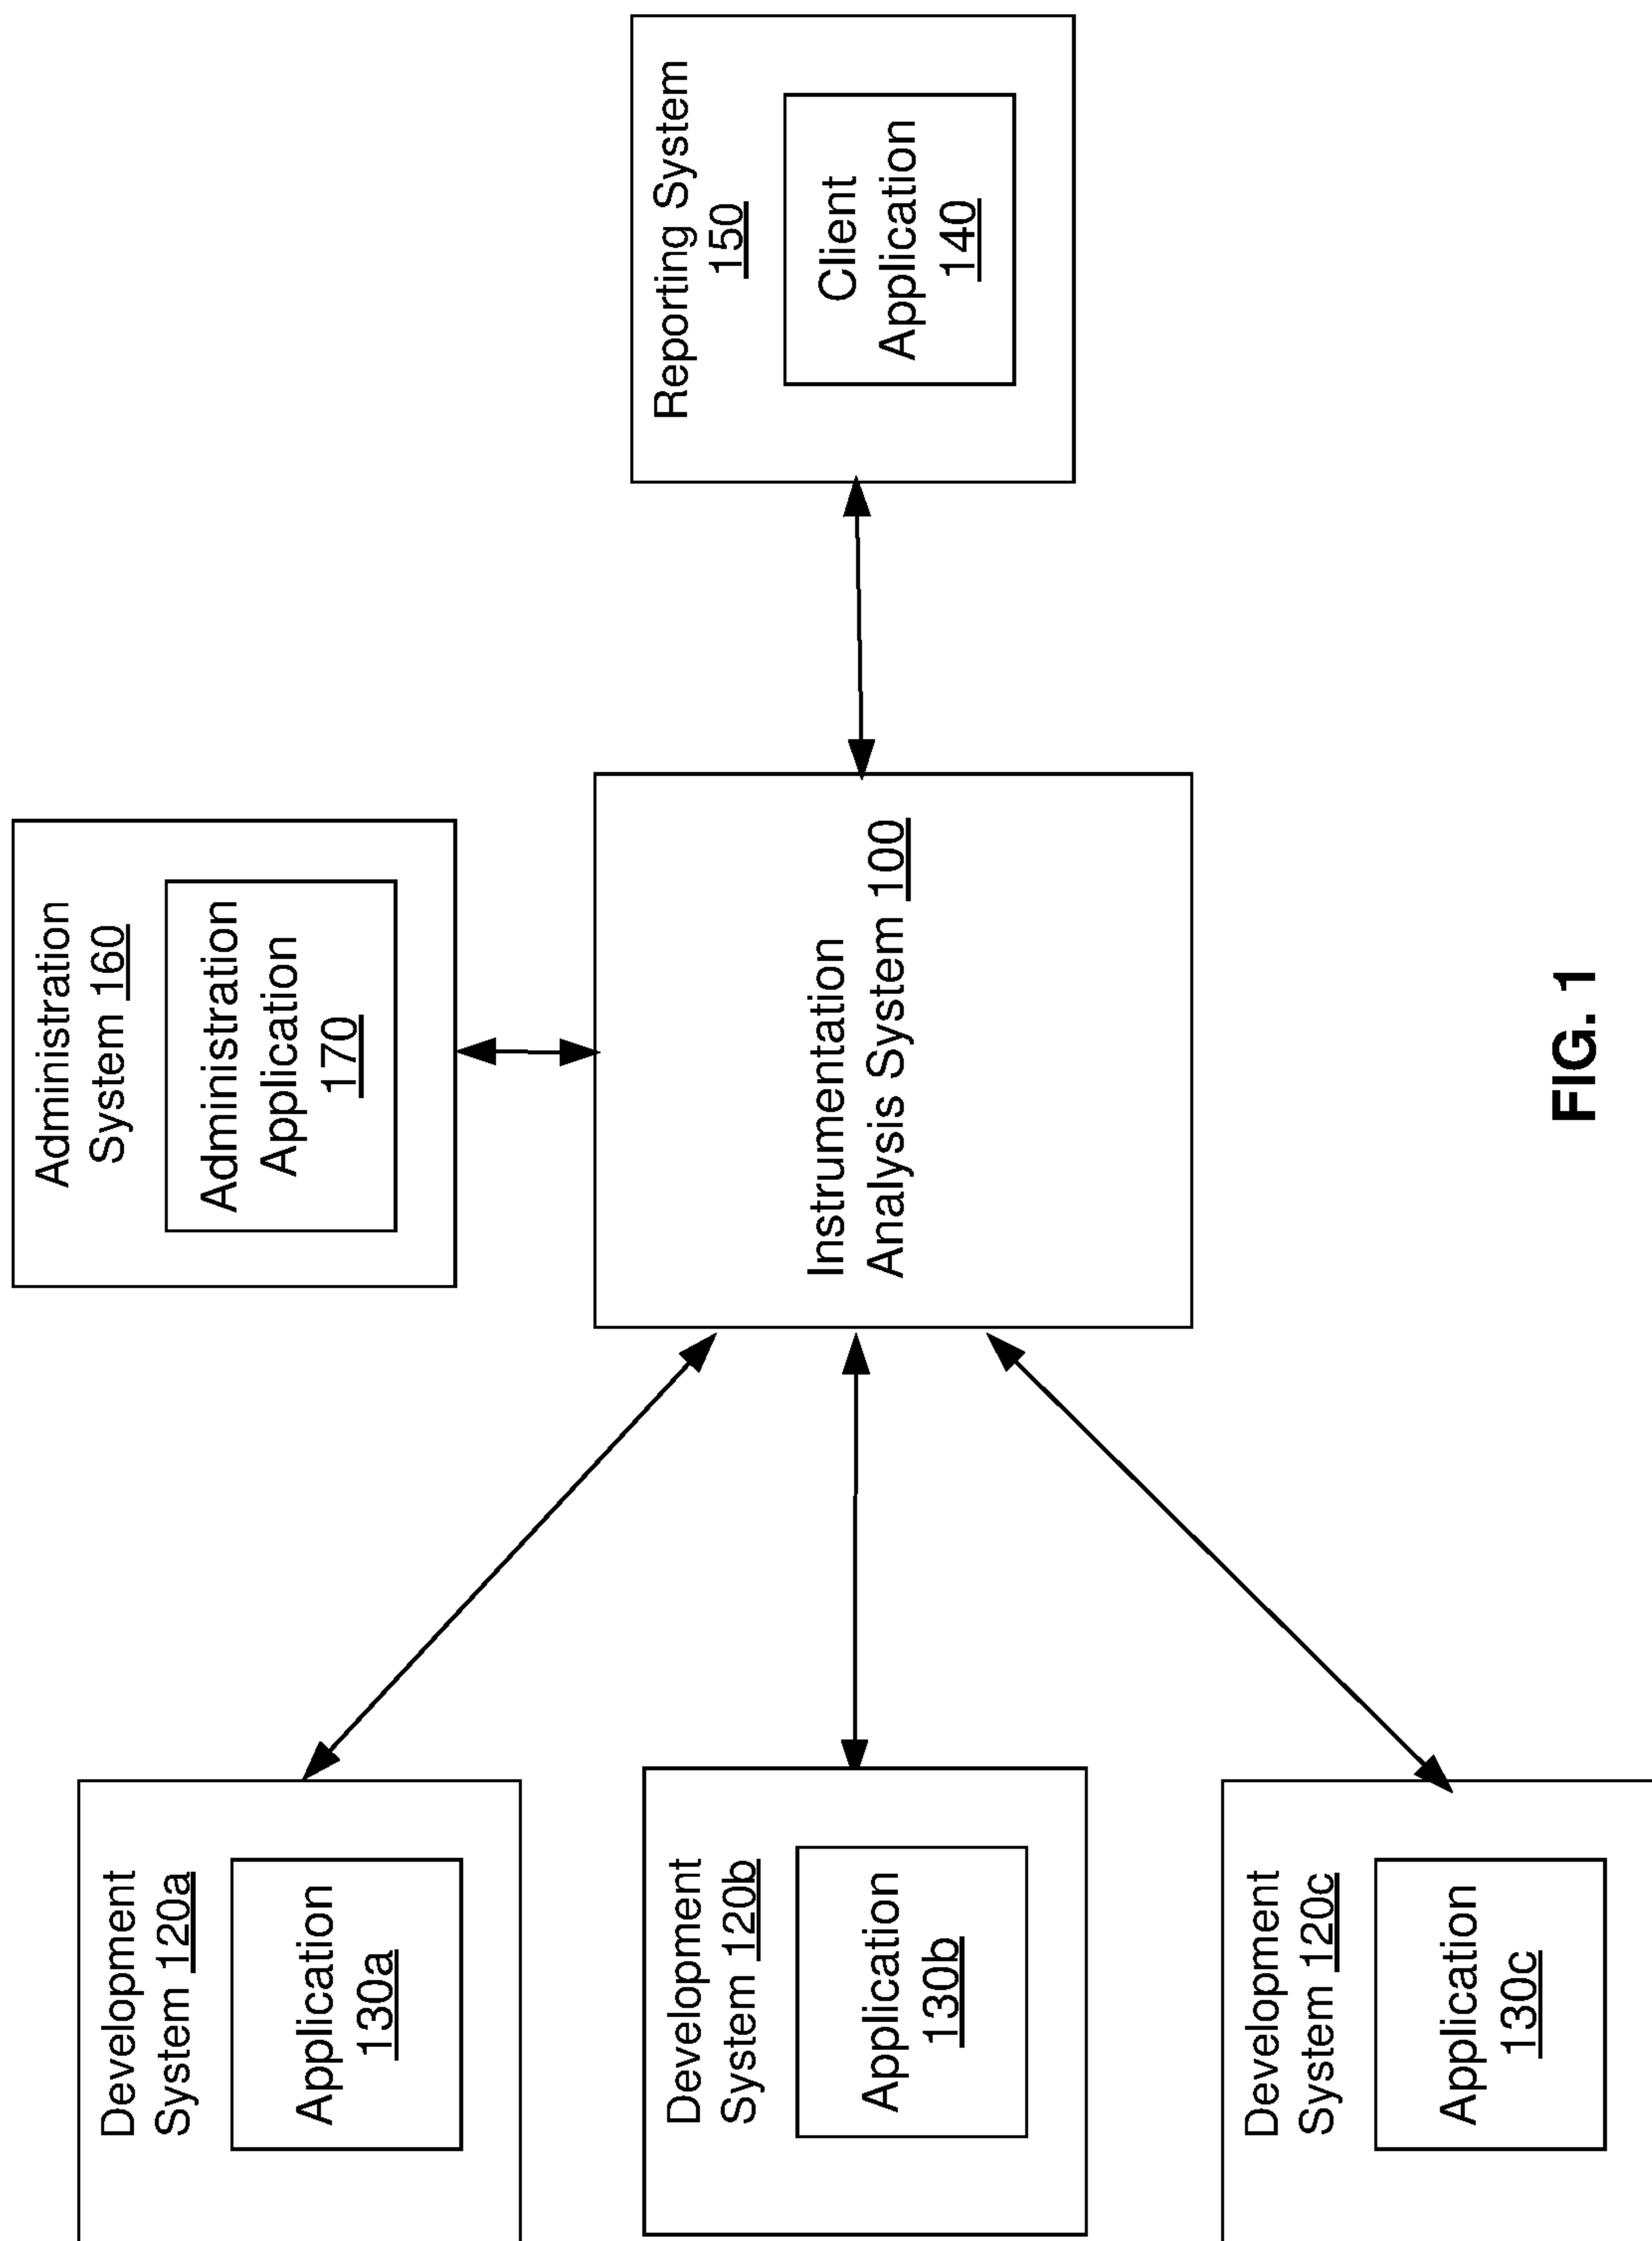 Administration
System 160
Administration
Application
170
Development
System 120a
Application
130a
Development
System 120b
Application
130b
Development
System 120c
Application
130c
Instrumentation
Analysis System 100
Reporting System
150
Client
Application
140
FIG. 1